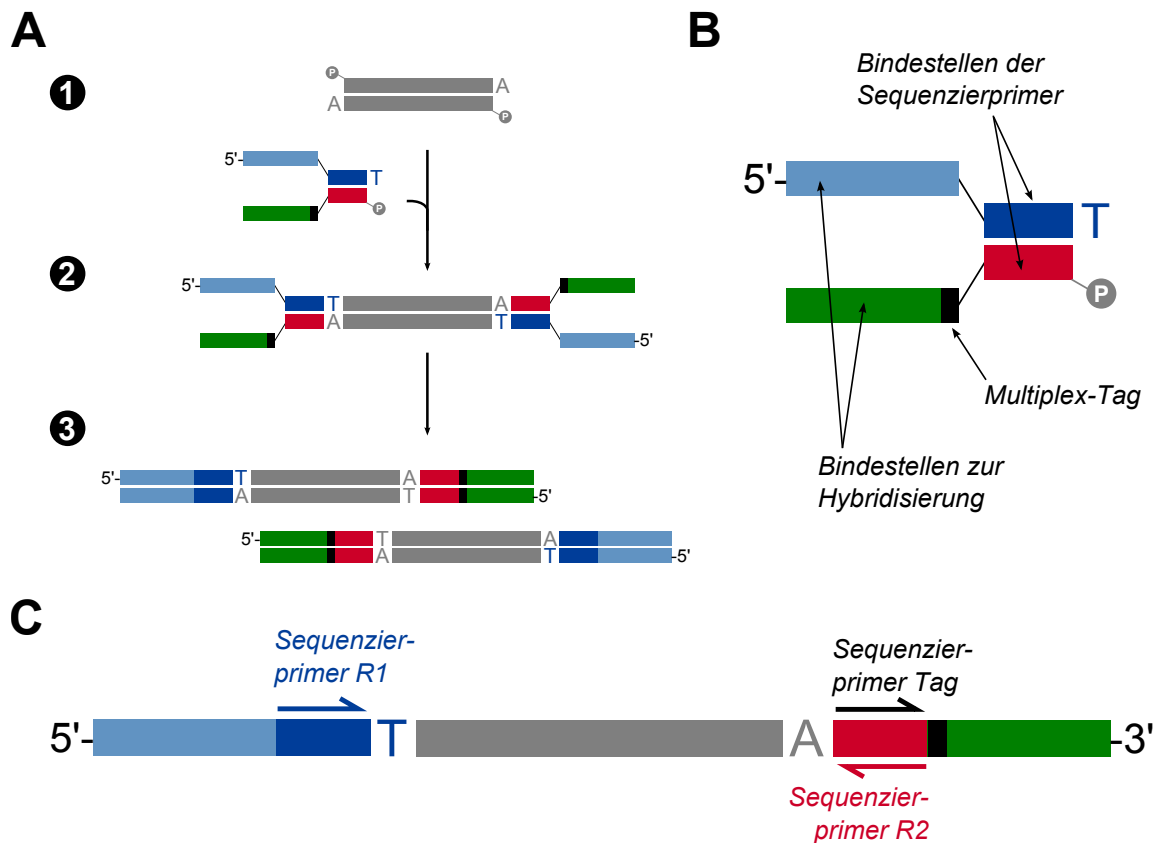 A
1
P
A
A
P
5'-
T
P
2
5'-
T
A
A
T
-5'
3
5'-
T
A
A
T
-5'
5'-
T
A
A
T
-5'
B
Bindestellen der
Sequenzierprimer
5'-
T
P
Multiplex-Tag
Bindestellen zur
Hybridisierung
C
Sequenzier-
primer R1
Sequenzier-
primer Tag
5'-
T
A
-3'
Sequenzier-
primer R2